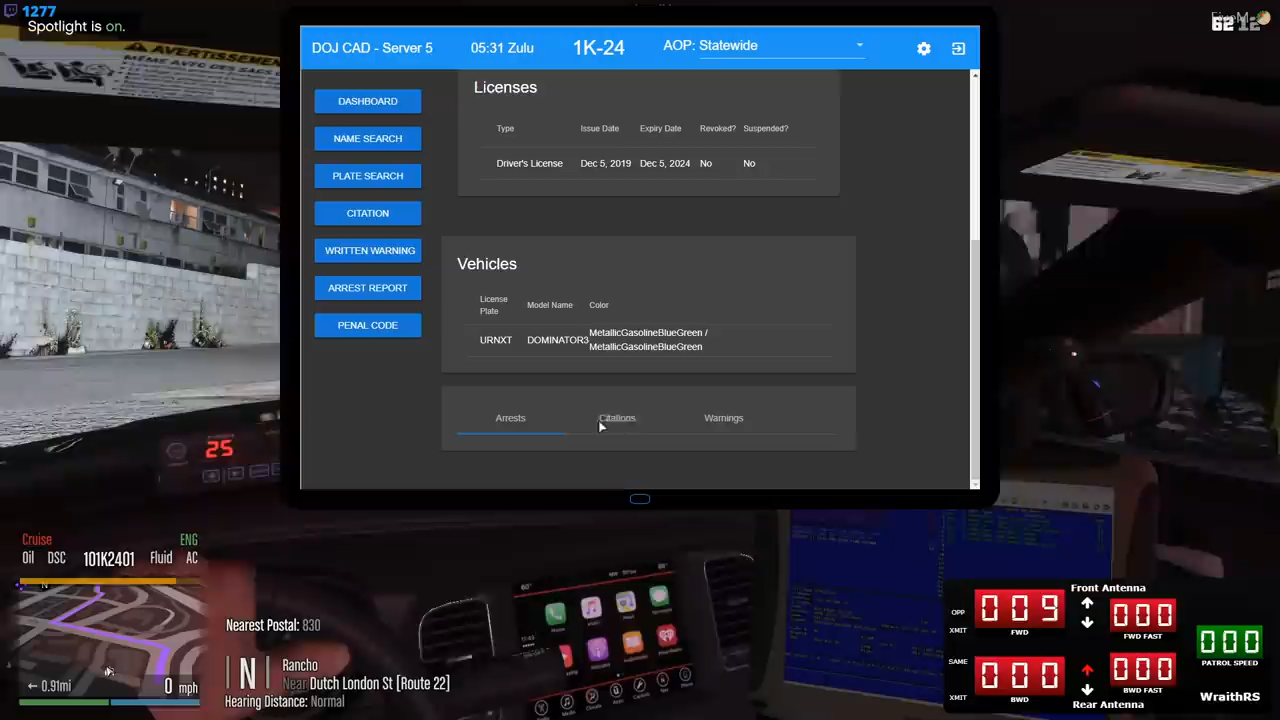 1277
Spotlight is on.
AVERTISSEMENT
DOJ CAD - Server 5
05:31 Zulu
1K-24
AOP: Statewide
DASHBOARD
NAME SEARCH
PLATE SEARCH
CITATION
WRITTEN WARNING
ARREST REPORT
PENAL CODE
Licenses
Type Issue Date Expiry Date Revoked? Suspended?
Driver's License Dec 5, 2019 Dec 5, 2024 No No
Vehicles
License Plate Model Name Color
URNXT DOMINATOR3 MetallicGasolineBlueGreen /
MetallicGasolineBlueGreen
Arrests Citations Warnings
25
Cruise ENG
Oil DSC 101K2401 Fluid AC
N
← 0.91mi
0 mph
Nearest Postal: 830
N
Rancho
Near Dutch London St [Route 22]
Hearing Distance: Normal
Front Antenna
OPP
XMIT
009
FWD
000
FWD FAST
SAME
XMIT
000
BWD
000
BWD FAST
Rear Antenna
000
PATROL SPEED
WraithRS